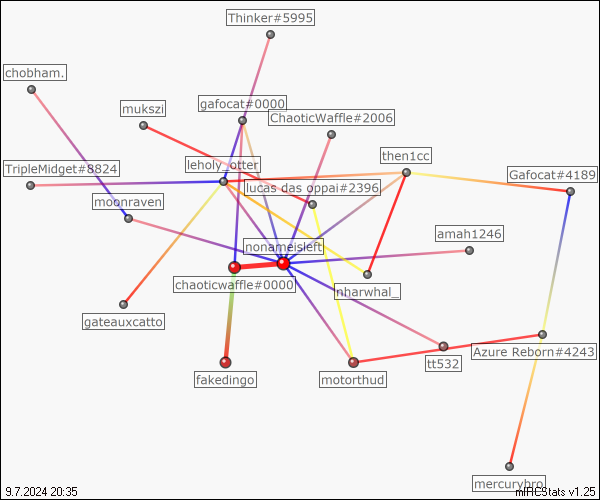 Thinker#5995
chobham.
gafocat#0000
mukszi
ChaoticWaffle#2006
then1cc
TripleMidget#8824
leholy_otter
Gafocat#4189
lucas das oppai#2396
moonraven
amah1246
nonameisleft
chaoticwaffle#0000
nharwhal_
gateauxcatto
Azure Reborn#4243
tt532
fakedingo
motorthud
mercurybro
9.7.2024 20:35
mIRCStats v1.25